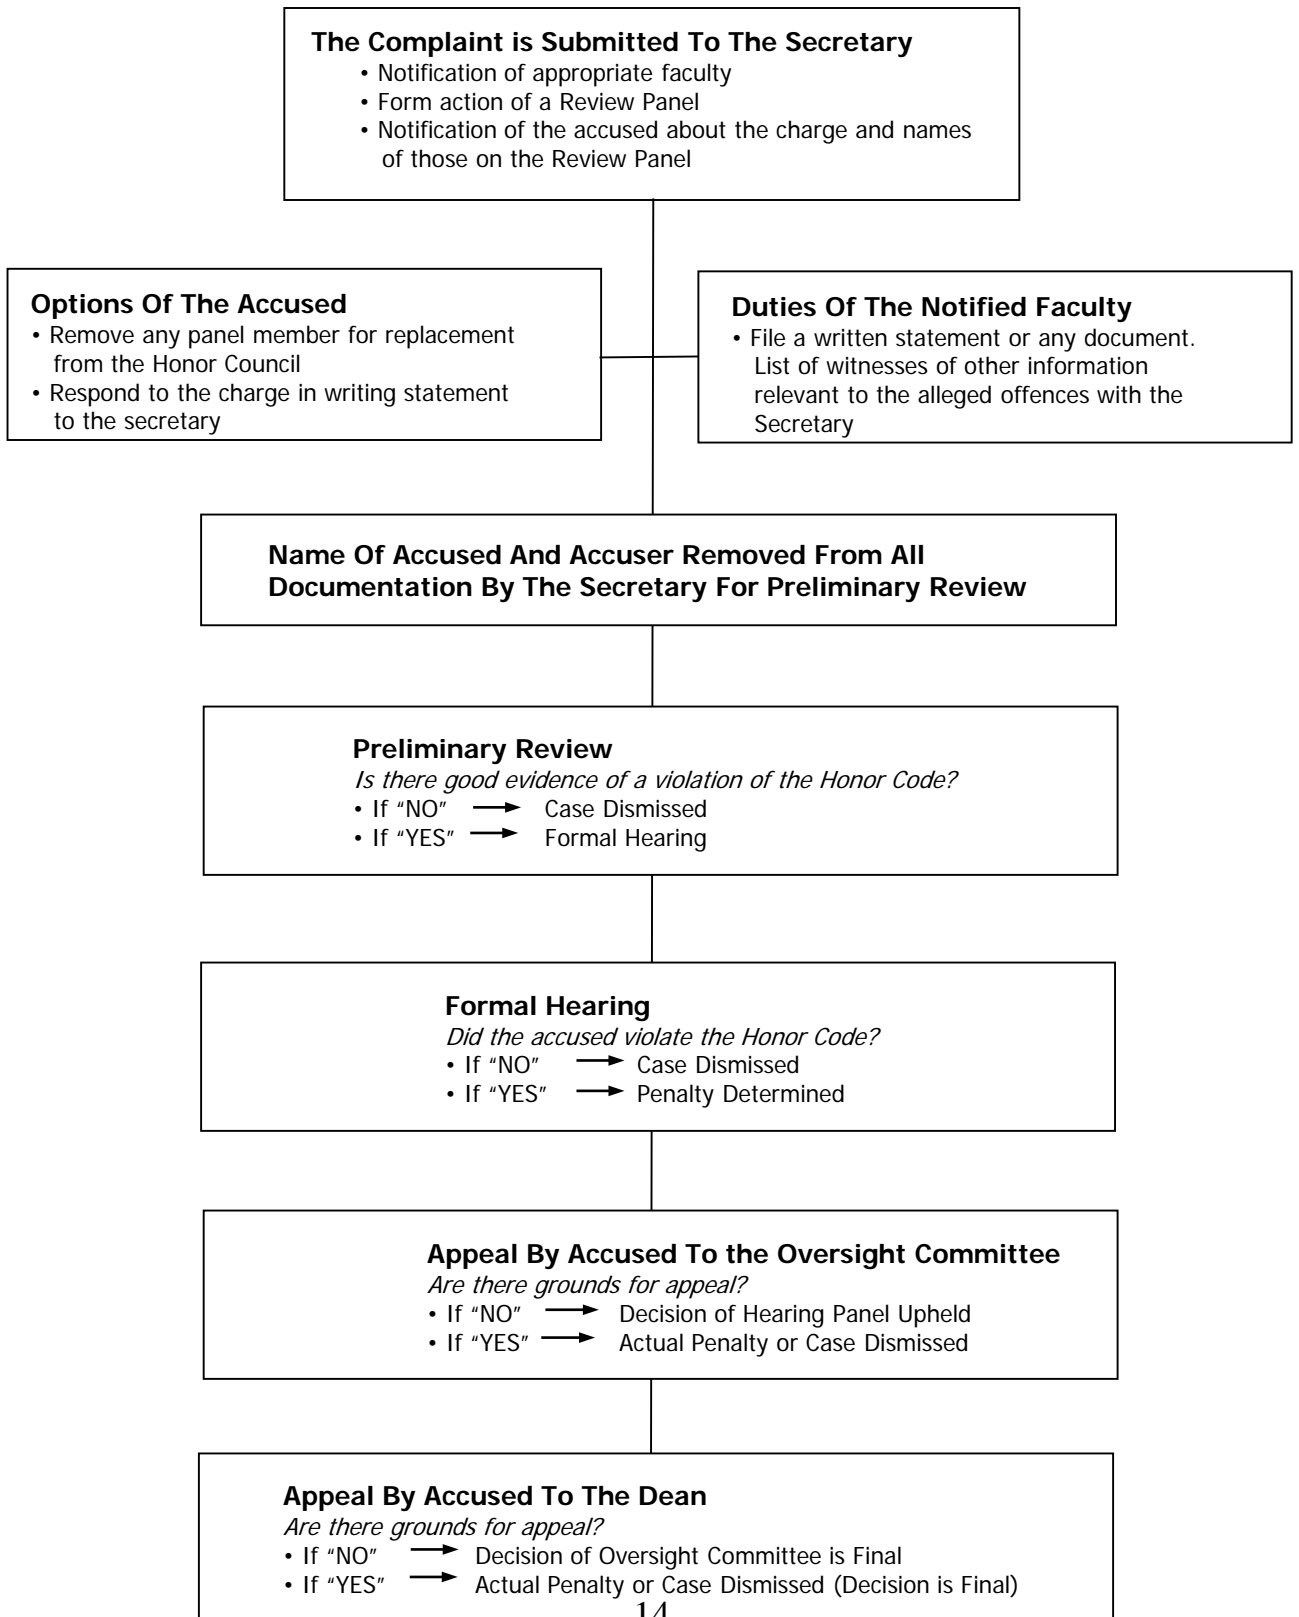 The Complaint is Submitted To The Secretary
• Notification of appropriate faculty
• Form action of a Review Panel
• Notification of the accused about the charge and names
of those on the Review Panel
Options Of The Accused
• Remove any panel member for replacement
from the Honor Council
• Respond to the charge in writing statement
to the secretary
Duties Of The Notified Faculty
• File a written statement or any document.
List of witnesses of other information
relevant to the alleged offences with the
Secretary
Name Of Accused And Accuser Removed From All
Documentation By The Secretary For Preliminary Review
Preliminary Review
Is there good evidence of a violation of the Honor Code?
• If “NO” → Case Dismissed
• If “YES” → Formal Hearing
Formal Hearing
Did the accused violate the Honor Code?
• If “NO” → Case Dismissed
• If “YES” → Penalty Determined
Appeal By Accused To the Oversight Committee
Are there grounds for appeal?
• If “NO” → Decision of Hearing Panel Upheld
• If “YES” → Actual Penalty or Case Dismissed
Appeal By Accused To The Dean
Are there grounds for appeal?
• If “NO” → Decision of Oversight Committee is Final
• If “YES” → Actual Penalty or Case Dismissed (Decision is Final)
14